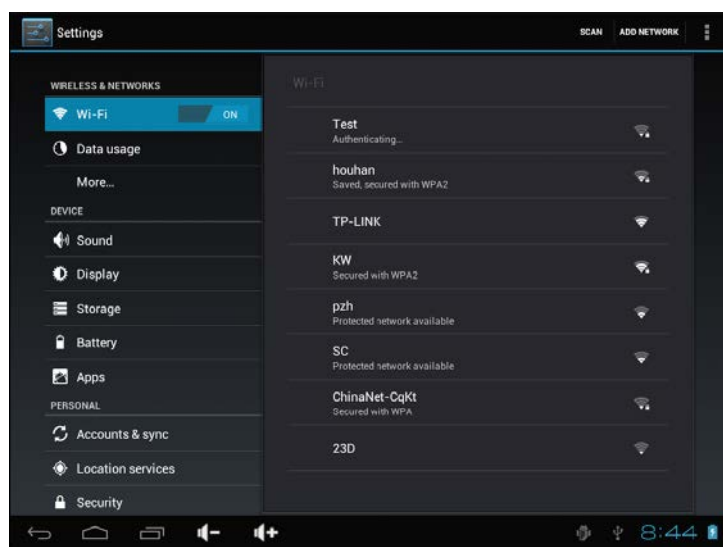 Settings
SCAN ADD NETWORK
WIRELESS & NETWORKS
Wi-Fi ON
Data usage
More...
DEVICE
Sound
Display
Storage
Battery
Apps
PERSONAL
Accounts & sync
Location services
Security
Wi-Fi
Test
Authenticating...
houhan
Saved, secured with WPA2
TP-LINK
KW
Secured with WPA2
pzh
Protected network available
SC
Protected network available
ChinaNet-CqKt
Secured with WPA
23D
8:44